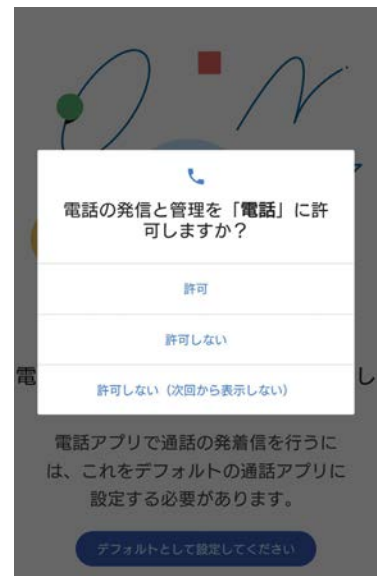 電話の発信と管理を「電話」に許
可しますか？
許可
許可しない
電
し
許可しない（次回から表示しない）
電話アプリで通話の発着信を行うに
は、これをデフォルトの通話アプリに
設定する必要があります。
デフォルトとして設定してください